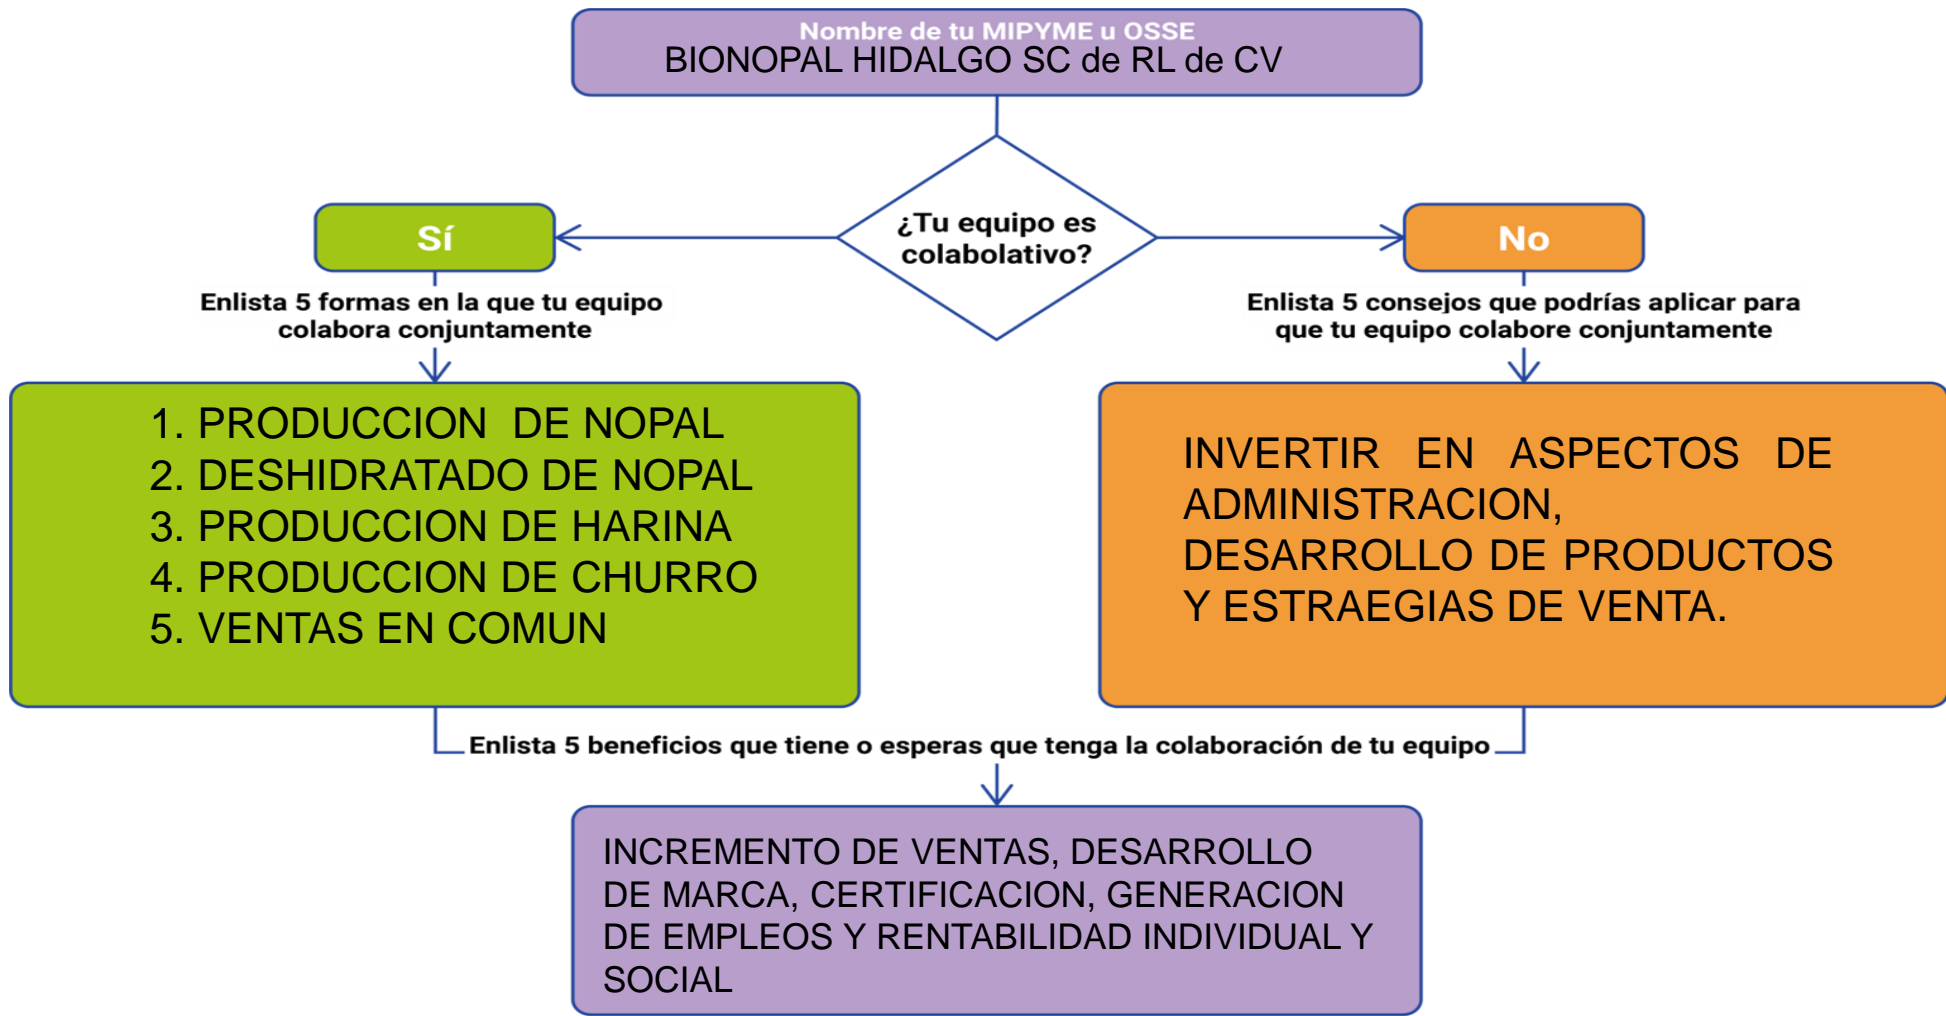 Nombre de tu MIPYME u OSSE
BIONOPAL HIDALGO SC de RL de CV
¿Tu equipo es
colabolativo?
Sí
No
Enlista 5 formas en la que tu equipo
colabora conjuntamente
Enlista 5 consejos que podrías aplicar para
que tu equipo colabore conjuntamente
1. PRODUCCION DE NOPAL
2. DESHIDRATADO DE NOPAL
3. PRODUCCION DE HARINA
4. PRODUCCION DE CHURRO
5. VENTAS EN COMUN
INVERTIR EN ASPECTOS DE
ADMINISTRACION,
DESARROLLO DE PRODUCTOS
Y ESTRAEGIAS DE VENTA.
Enlista 5 beneficios que tiene o esperas que tenga la colaboración de tu equipo
INCREMENTO DE VENTAS, DESARROLLO
DE MARCA, CERTIFICACION, GENERACION
DE EMPLEOS Y RENTABILIDAD INDIVIDUAL Y
SOCIAL